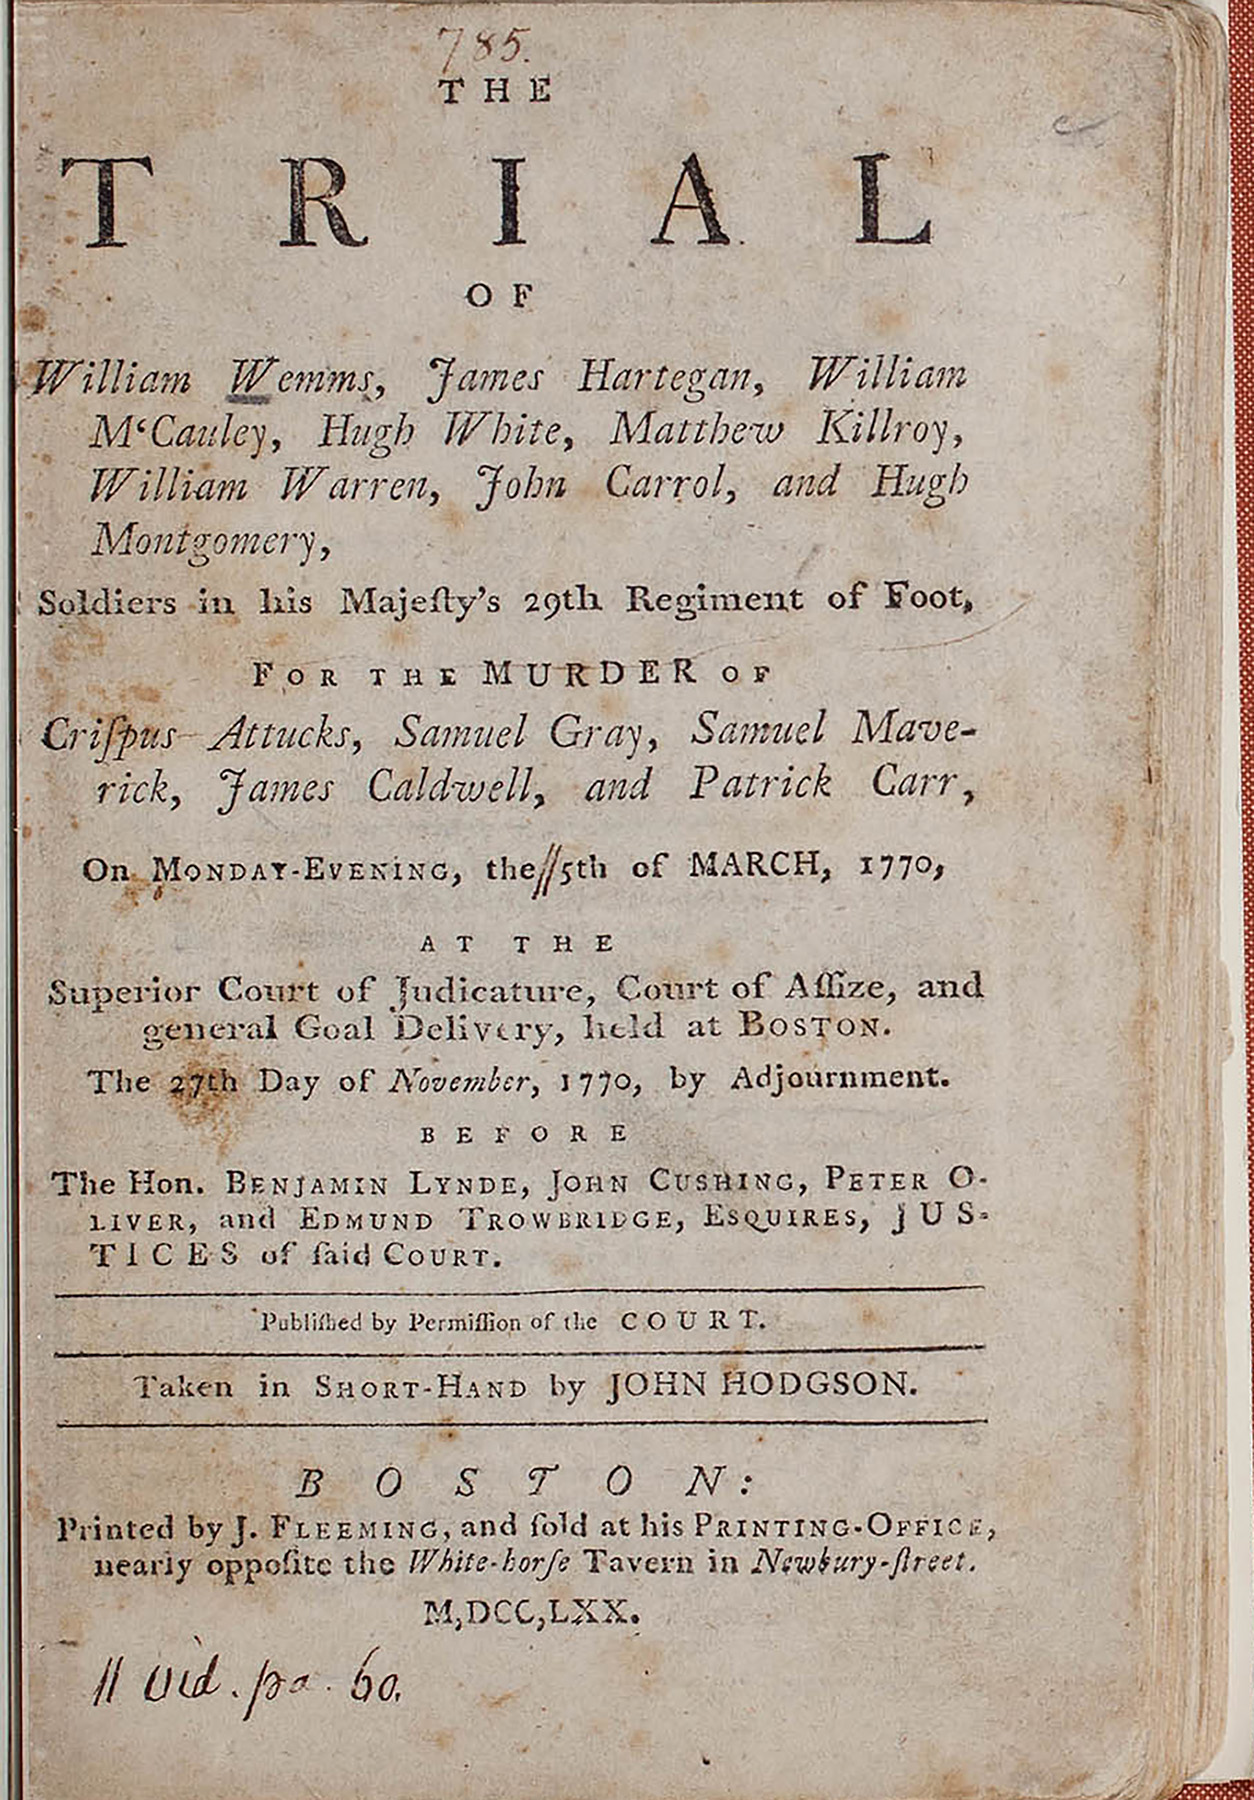 785.
THE
TRIAL
OF
William Wemms, James Hartegan, William
M‘Cauley, Hugh White, Matthew Killroy,
William Warren, John Carrol, and Hugh
Montgomery,
Soldiers in his Majeſty's 29th Regiment of Foot,
FOR THE MURDER OF
Criſpus Attucks, Samuel Gray, Samuel Mave-
rick, James Caldwell, and Patrick Carr,
On MONDAY-EVENING, the // 5th of MARCH, 1770,
AT THE
Superior Court of Judicature, Court of Aſſize, and
general Goal Delivery, held at BOSTON.
The 27th Day of November, 1770, by Adjournment.
BEFORE
The Hon. BENJAMIN LYNDE, JOHN CUSHING, PETER O-
LIVER, and EDMUND TROWBRIDGE, ESQUIRES, JUS-
TICES of ſaid COURT.
Publiſhed by Permiſſion of the COURT.
Taken in SHORT-HAND by JOHN HODGSON.
BOSTON:
Printed by J. FLEEMING, and ſold at his PRINTING-OFFICE,
nearly oppoſite the White-horſe Tavern in Newbury-ſtreet.
M,DCC,LXX.
// Vid. pa. 60.